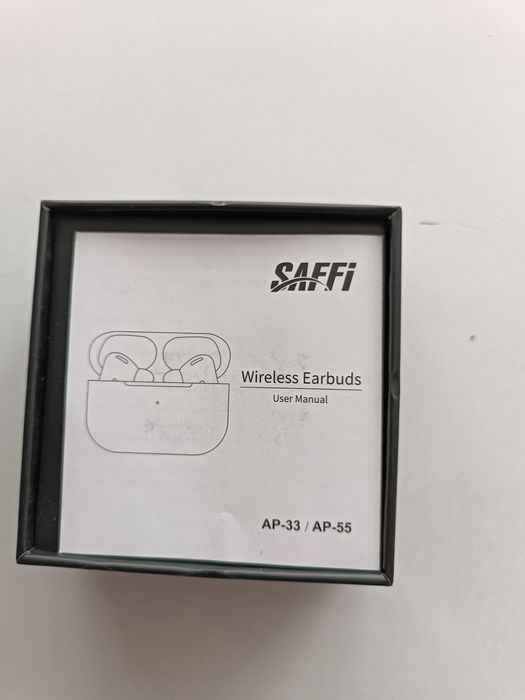 SAFFi
Wireless Earbuds
User Manual
AP-33 / AP-55